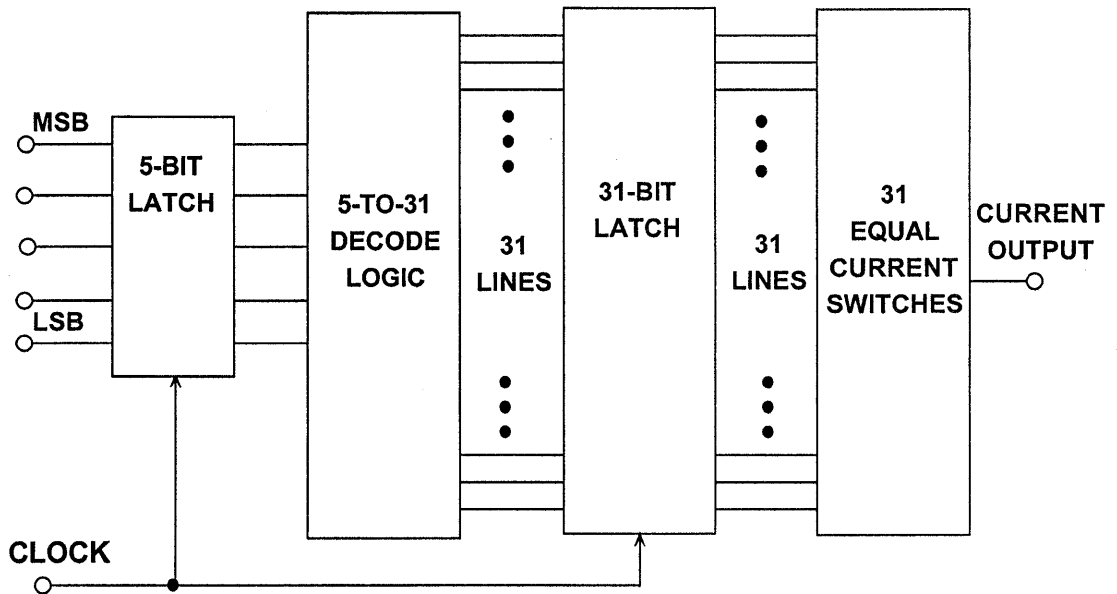 MSB
5-BIT
LATCH
LSB
5-TO-31
DECODE
LOGIC
31
LINES
31-BIT
LATCH
31
LINES
31
EQUAL
CURRENT
SWITCHES
CURRENT
OUTPUT
CLOCK